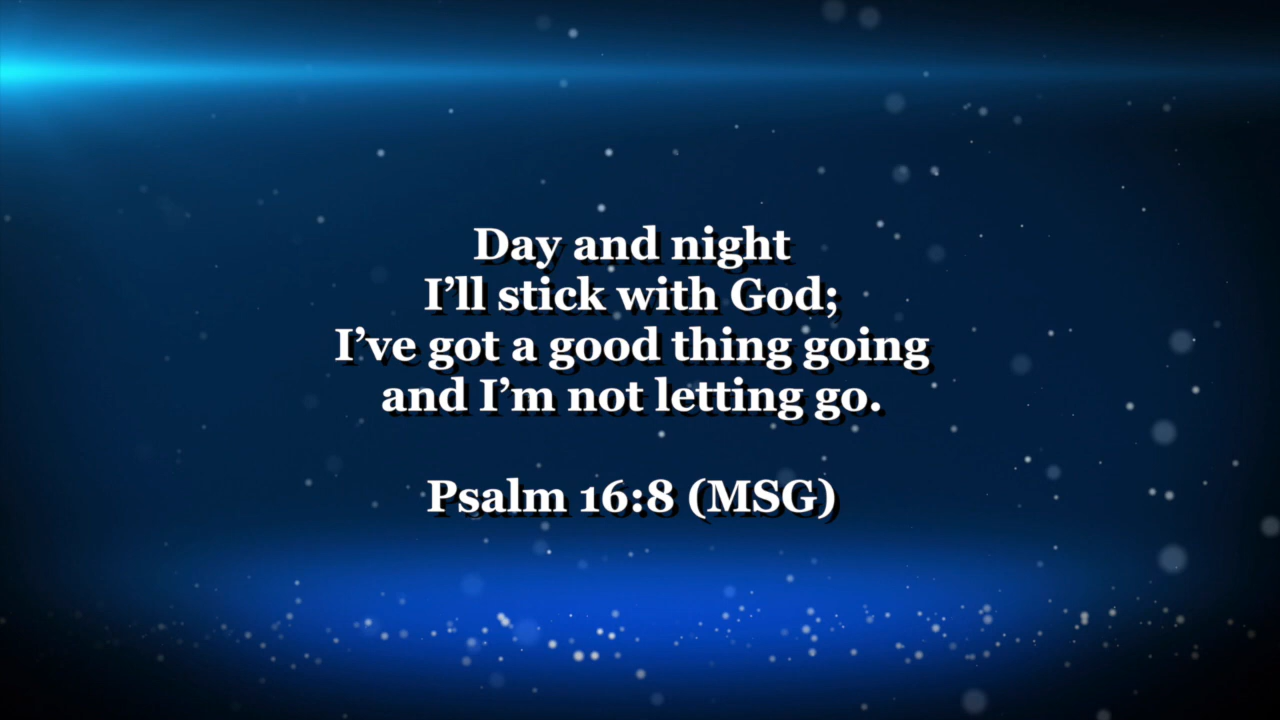 Day and night
I’ll stick with God;
I’ve got a good thing going
and I’m not letting go.
Psalm 16:8 (MSG)